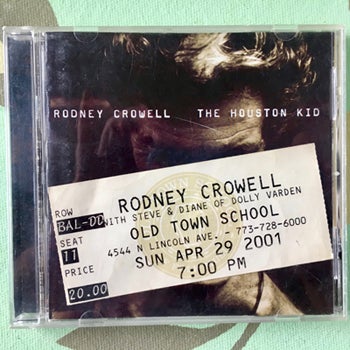 RODNEY CROWELL THE HOUSTON KID
ROW
BAL-DD
SEAT
11
PRICE
20.00
RODNEY CROWELL
WITH STEVE & DIANE OF DOLLY VARDEN
OLD TOWN SCHOOL
4544 N LINCOLN AVE. - 773-728-6000
SUN APR 29 2001
7:00 PM